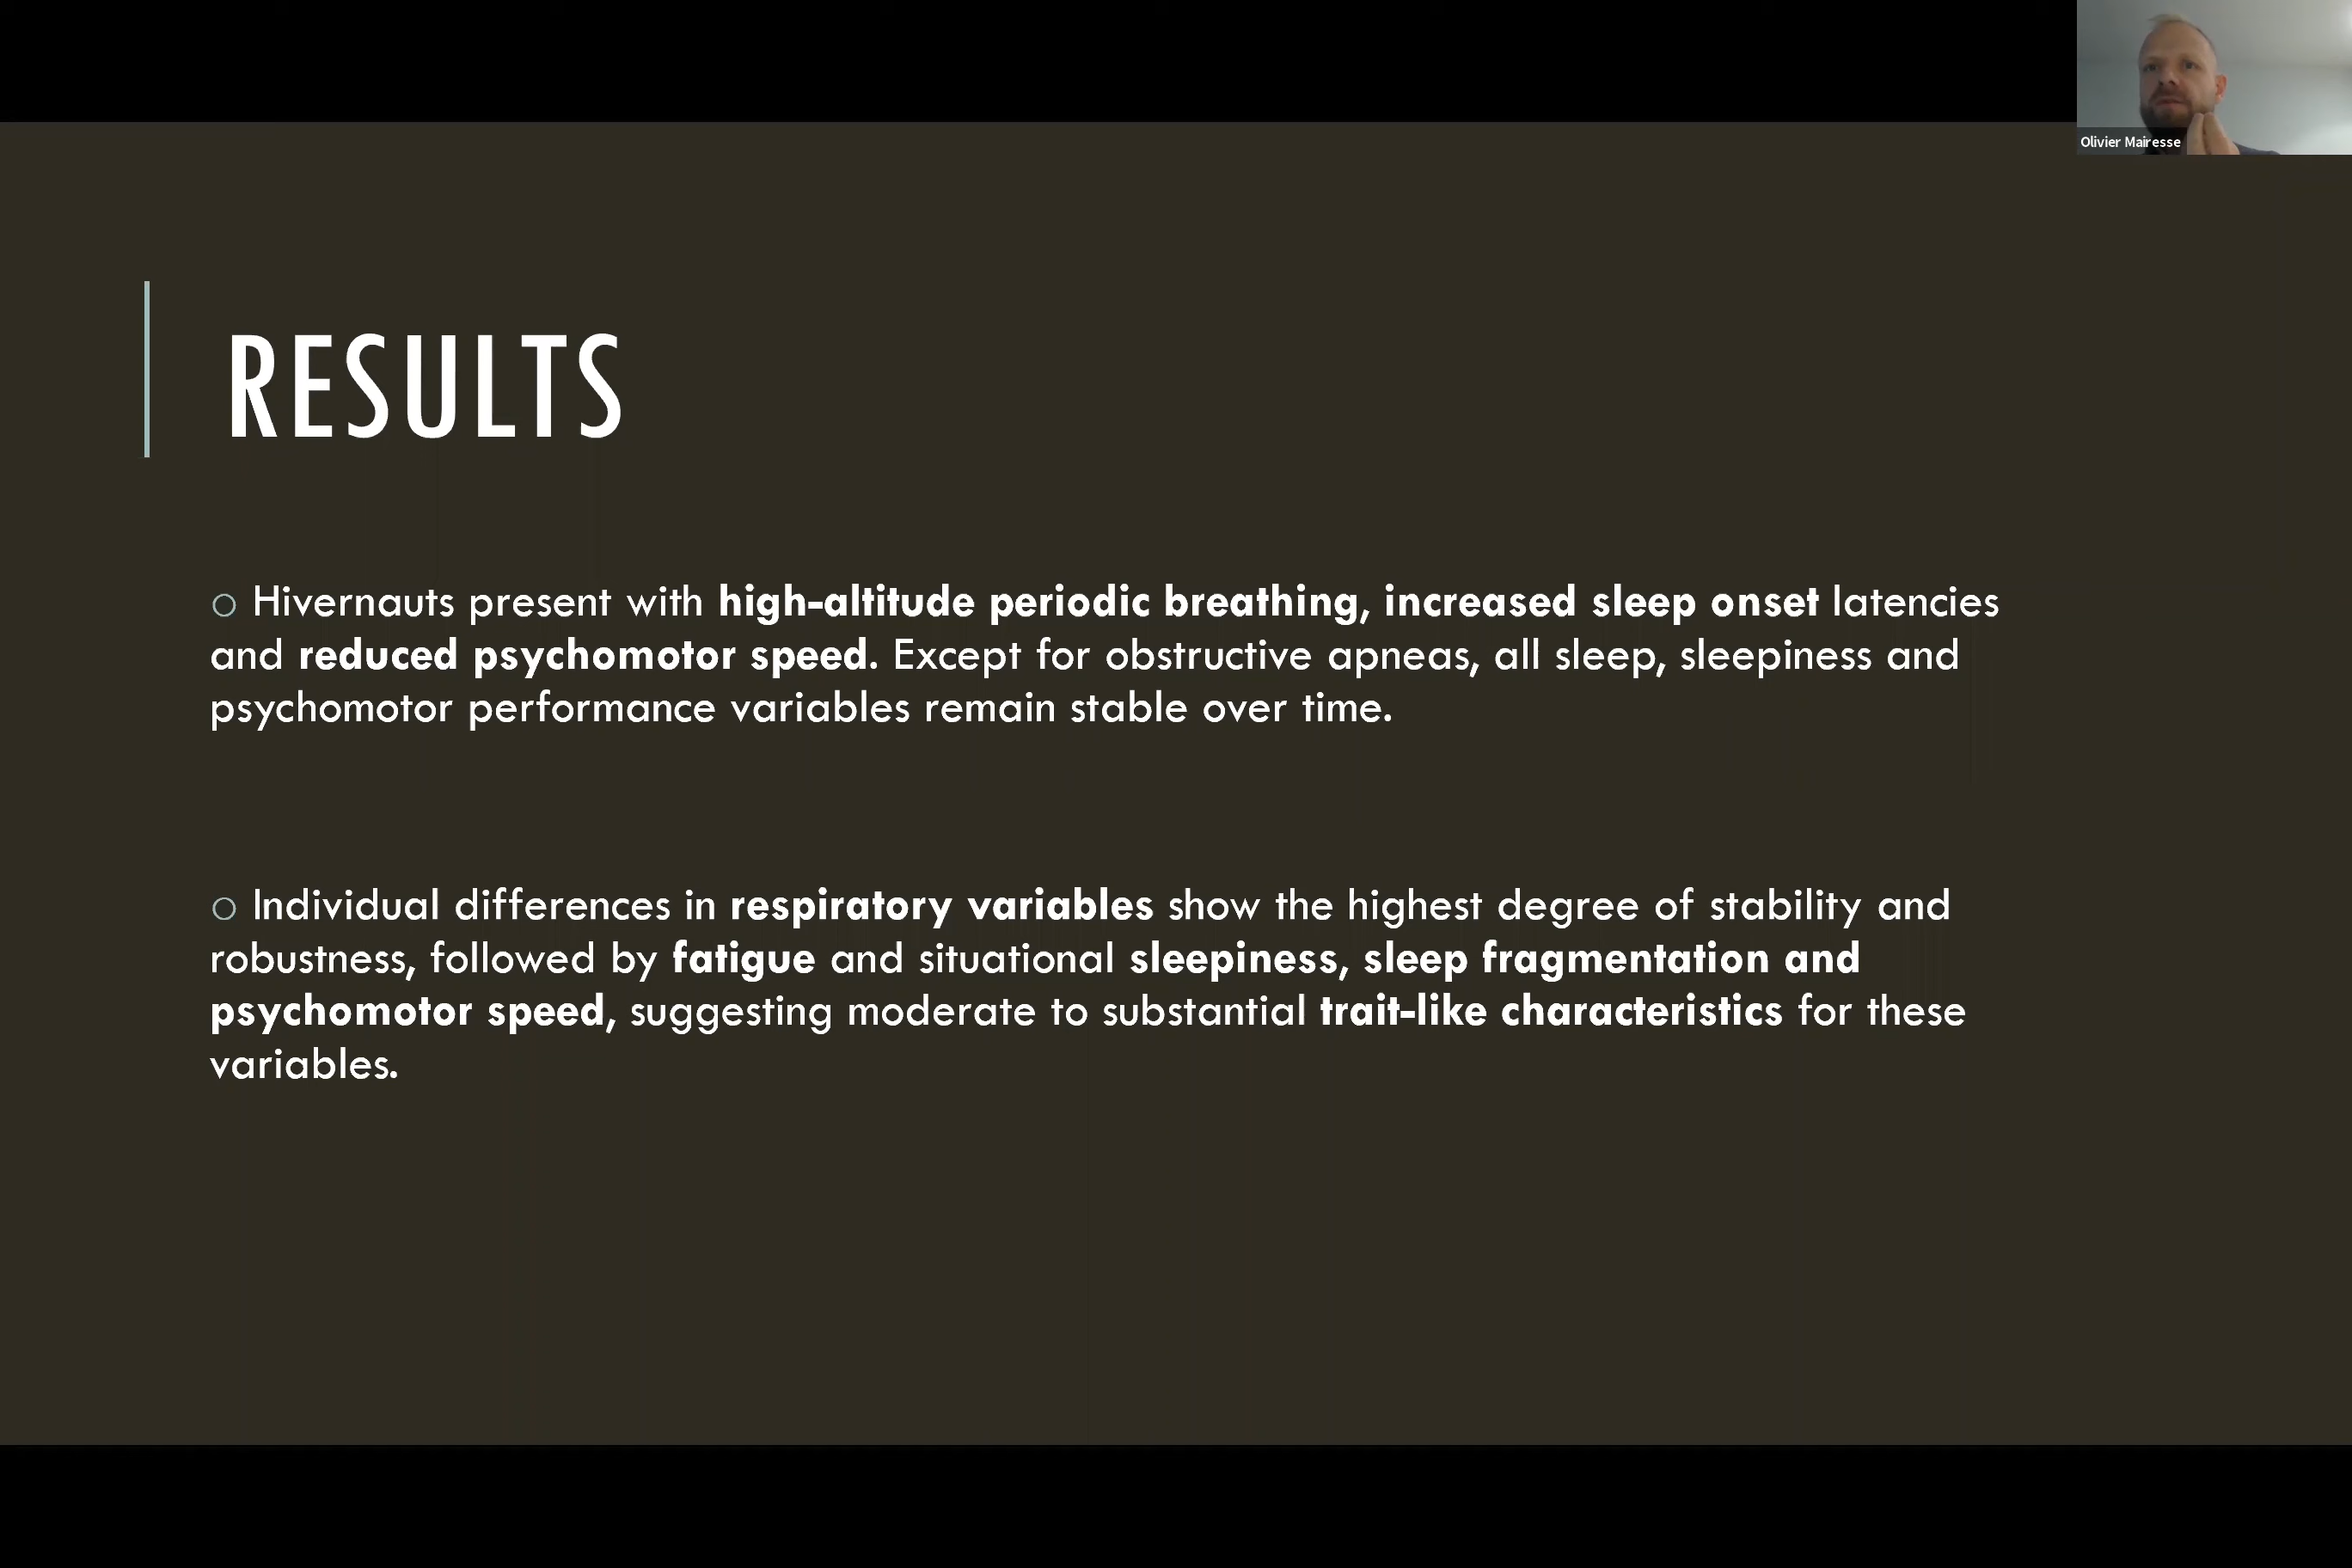 Olivier Mairesse
RESULTS
o Hivernauts present with high-altitude periodic breathing, increased sleep onset latencies
and reduced psychomotor speed. Except for obstructive apneas, all sleep, sleepiness and
psychomotor performance variables remain stable over time.
o Individual differences in respiratory variables show the highest degree of stability and
robustness, followed by fatigue and situational sleepiness, sleep fragmentation and
psychomotor speed, suggesting moderate to substantial trait-like characteristics for these
variables.